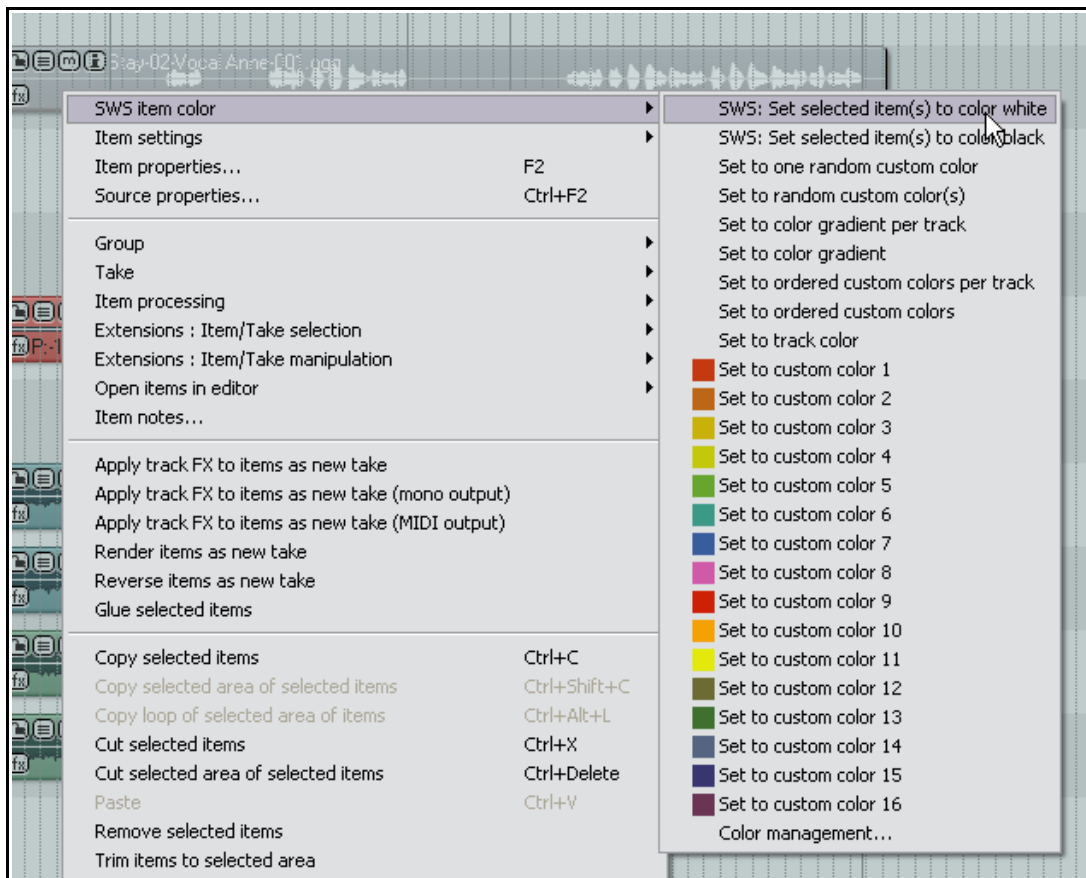 Stay-02-Vocal Anne-001.ogg
fx
SWS item color
Item settings
Item properties... F2
Source properties... Ctrl+F2
Group
Take
Item processing
Extensions : Item/Take selection
Extensions : Item/Take manipulation
Open items in editor
Item notes...
Apply track FX to items as new take
Apply track FX to items as new take (mono output)
Apply track FX to items as new take (MIDI output)
Render items as new take
Reverse items as new take
Glue selected items
Copy selected items Ctrl+C
Copy selected area of selected items Ctrl+Shift+C
Copy loop of selected area of items Ctrl+Alt+L
Cut selected items Ctrl+X
Cut selected area of selected items Ctrl+Delete
Paste Ctrl+V
Remove selected items
Trim items to selected area
SWS: Set selected item(s) to color white
SWS: Set selected item(s) to color black
Set to one random custom color
Set to random custom color(s)
Set to color gradient per track
Set to color gradient
Set to ordered custom colors per track
Set to ordered custom colors
Set to track color
Set to custom color 1
Set to custom color 2
Set to custom color 3
Set to custom color 4
Set to custom color 5
Set to custom color 6
Set to custom color 7
Set to custom color 8
Set to custom color 9
Set to custom color 10
Set to custom color 11
Set to custom color 12
Set to custom color 13
Set to custom color 14
Set to custom color 15
Set to custom color 16
Color management...
fx P:-1
fx
fx
fx
fx